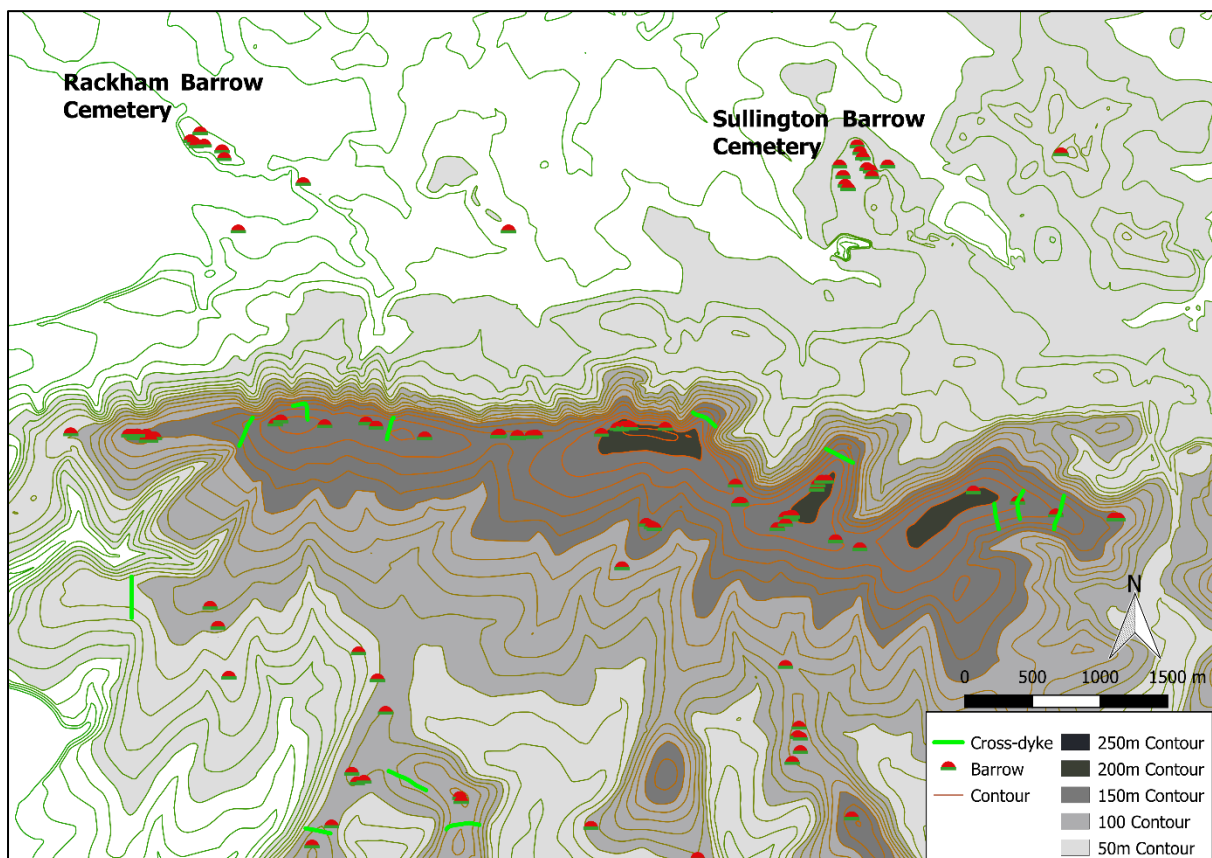 Rackham Barrow
Cemetery
Sullington Barrow
Cemetery
N
0 500 1000 1500 m
Cross-dyke
Barrow
Contour
250m Contour
200m Contour
150m Contour
100 Contour
50m Contour